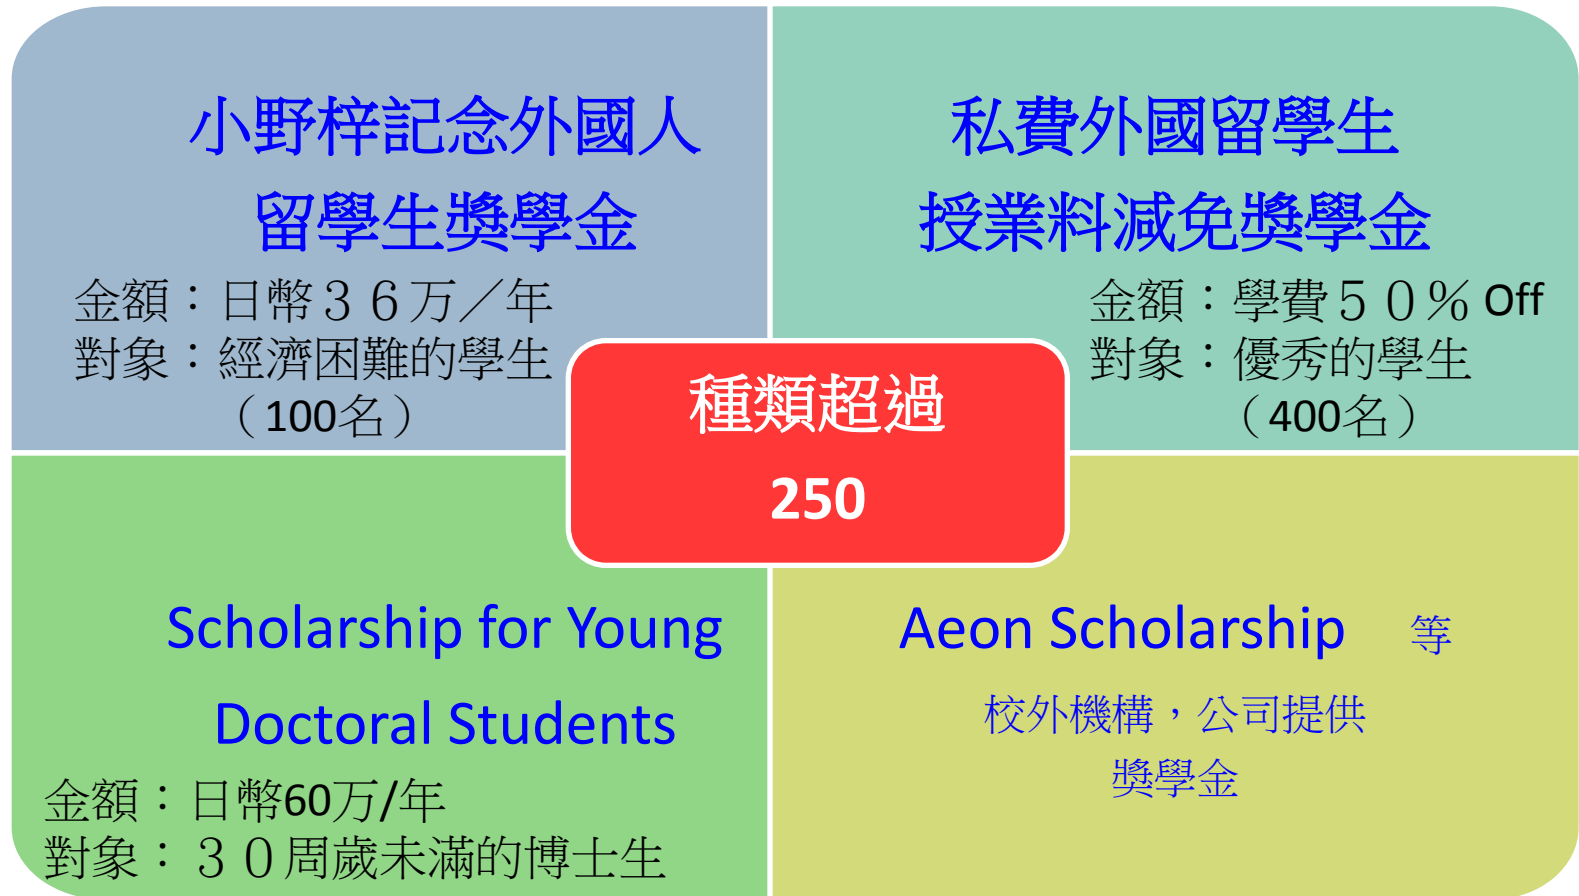 小野梓記念外國人
留學生獎學金
金額：日幣３６万／年
對象：經濟困難的學生
（100名）
私費外國留學生
授業料減免獎學金
金額：學費５０％ Off
對象：優秀的學生
（400名）
種類超過
250
Scholarship for Young
Doctoral Students
金額：日幣60万/年
對象：３０周歲未滿的博士生
Aeon Scholarship 等
校外機構，公司提供
獎學金